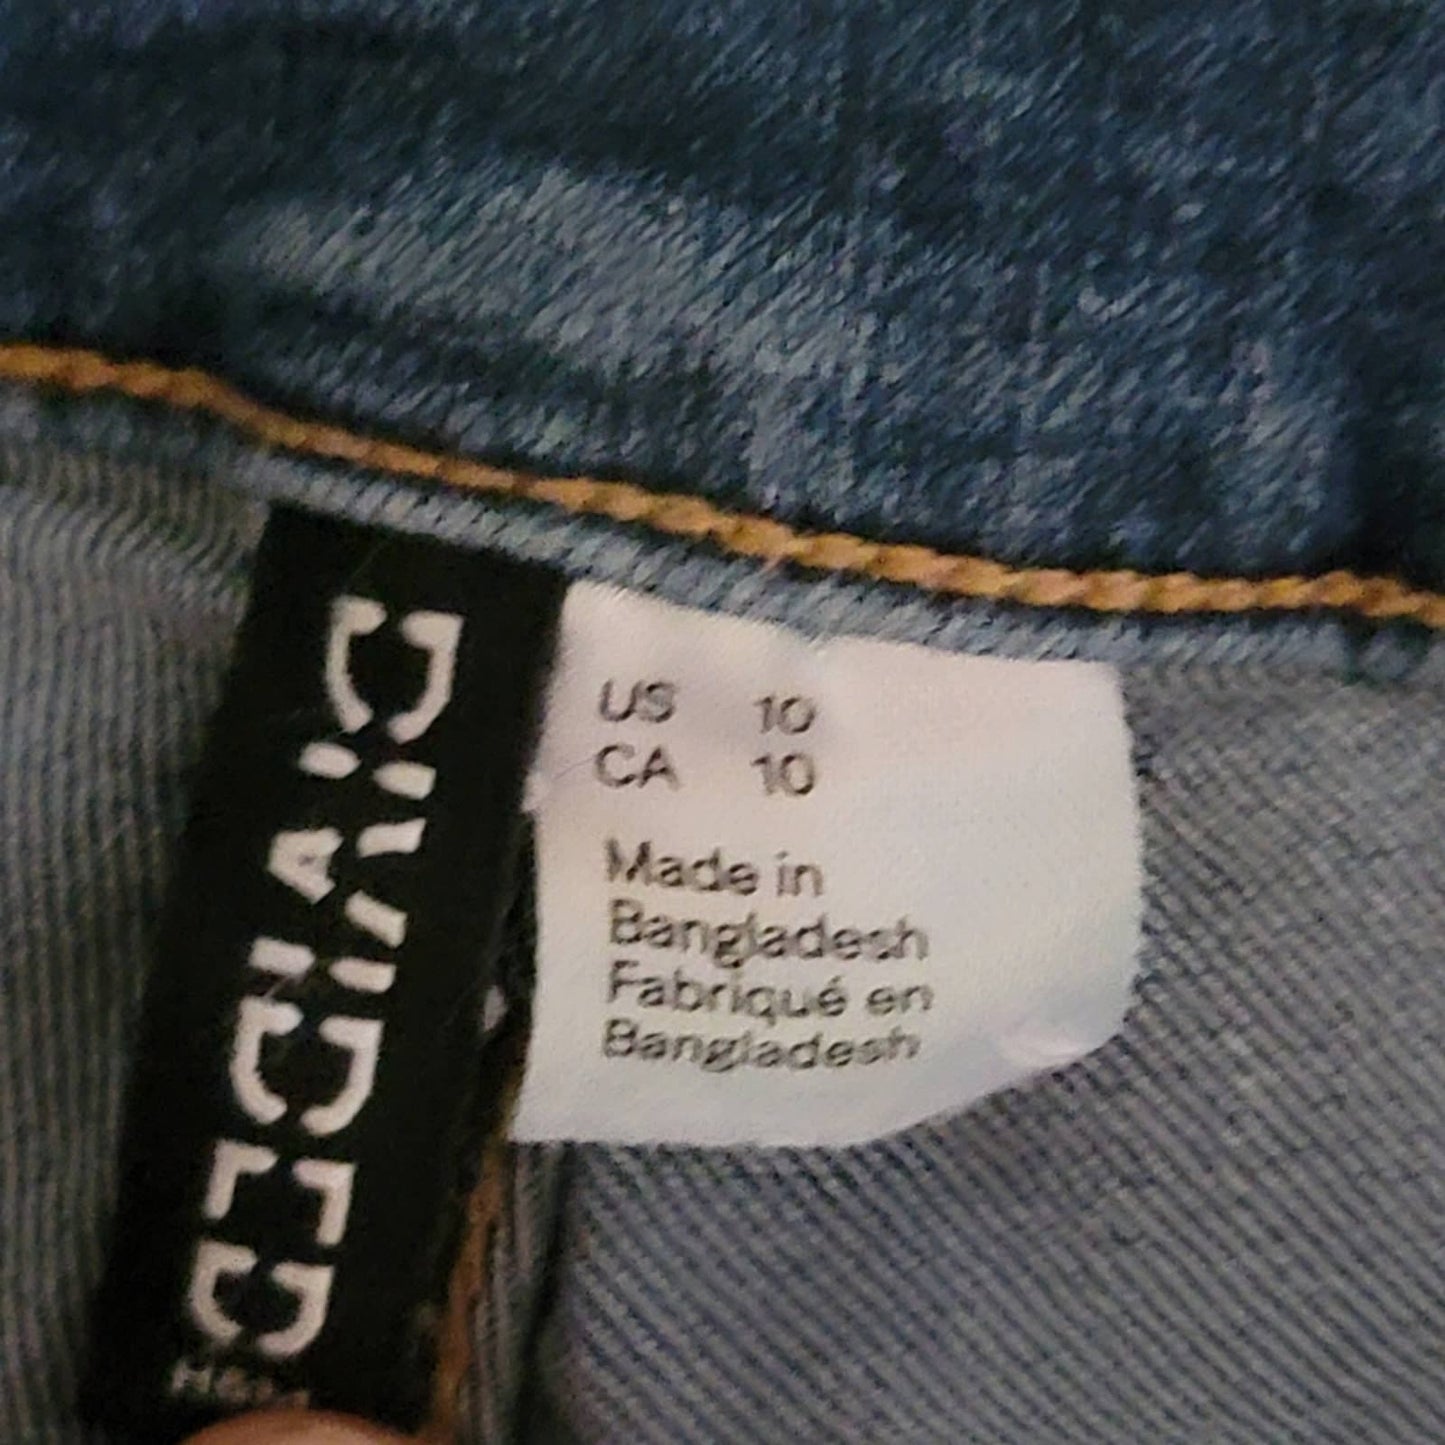 DIVIDED
H&M
US 10
CA 10
Made in
Bangladesh
Fabriqué en
Bangladesh